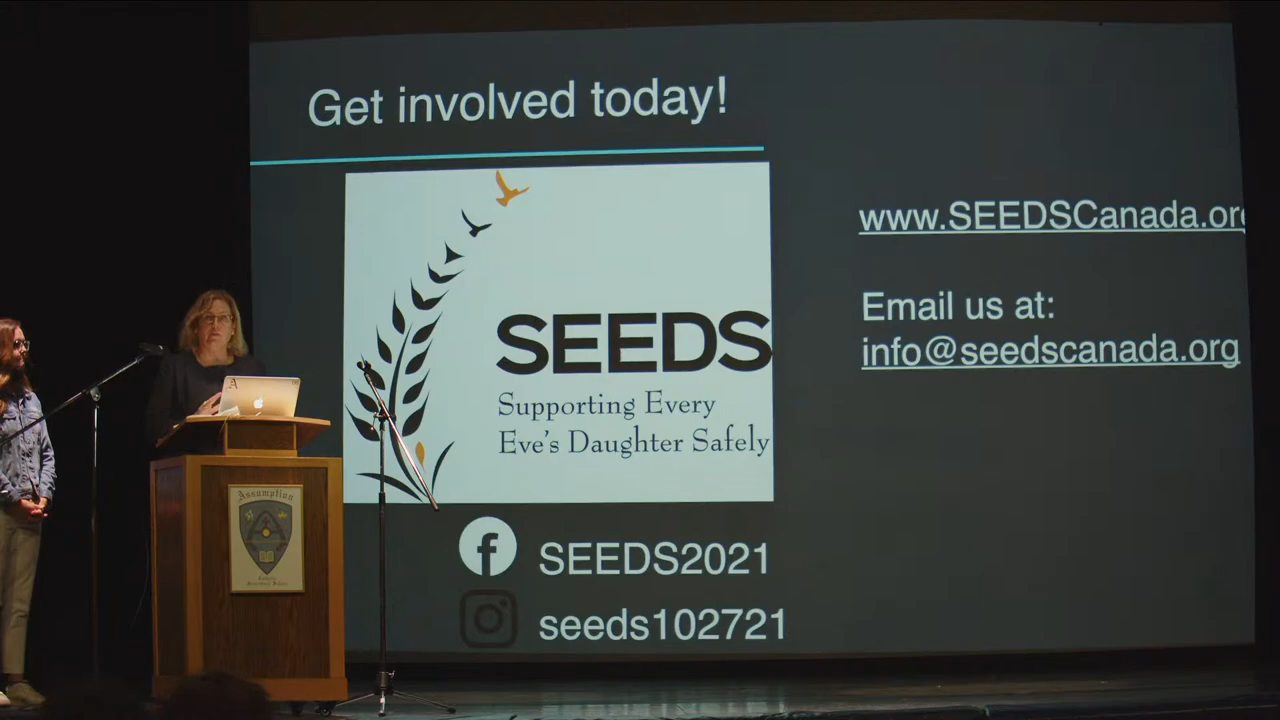 Get involved today!
SEEDS
Supporting Every
Eve's Daughter Safely
SEEDS2021
seeds102721
www.SEEDSCanada.org
Email us at:
info@seedscanada.org
Assumption